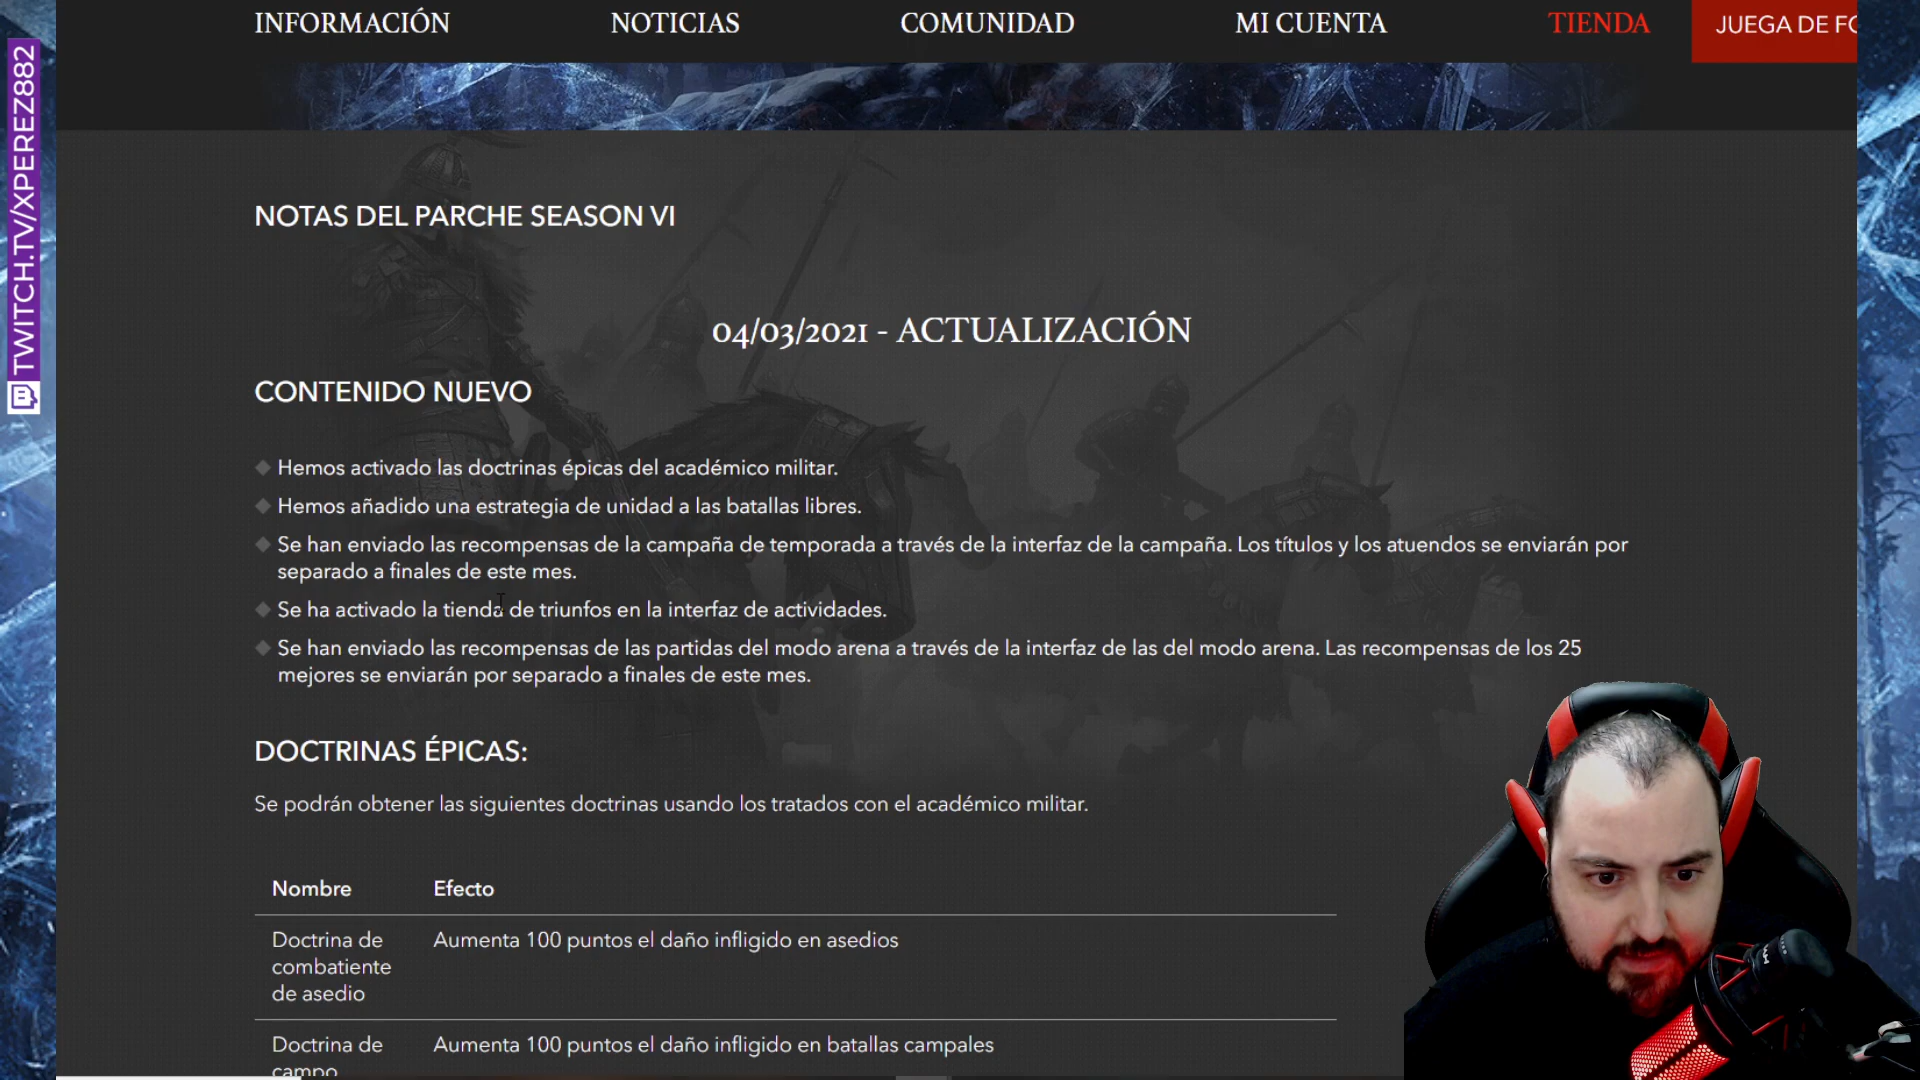 INFORMACIÓN NOTICIAS COMUNIDAD MI CUENTA TIENDA JUEGA DE
TWITCH.TV/XPEREZ882
NOTAS DEL PARCHE SEASON VI
04/03/2021 - ACTUALIZACIÓN
CONTENIDO NUEVO
Hemos activado las doctrinas épicas del académico militar.
Hemos añadido una estrategia de unidad a las batallas libres.
Se han enviado las recompensas de la campaña de temporada a través de la interfaz de la campaña. Los títulos y los atuendos se enviarán por
separado a finales de este mes.
Se ha activado la tienda de triunfos en la interfaz de actividades.
Se han enviado las recompensas de las partidas del modo arena a través de la interfaz de las del modo arena. Las recompensas de los 25
mejores se enviarán por separado a finales de este mes.
DOCTRINAS ÉPICAS:
Se podrán obtener las siguientes doctrinas usando los tratados con el académico militar.
Nombre Efecto
Doctrina de Aumenta 100 puntos el daño infligido en asedios
combatiente
de asedio
Doctrina de Aumenta 100 puntos el daño infligido en batallas campales
campo